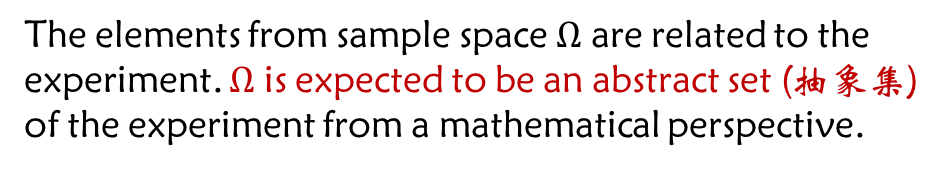 The elements from sample space Ω are related to the
experiment. Ω is expected to be an abstract set (抽象集)
of the experiment from a mathematical perspective.